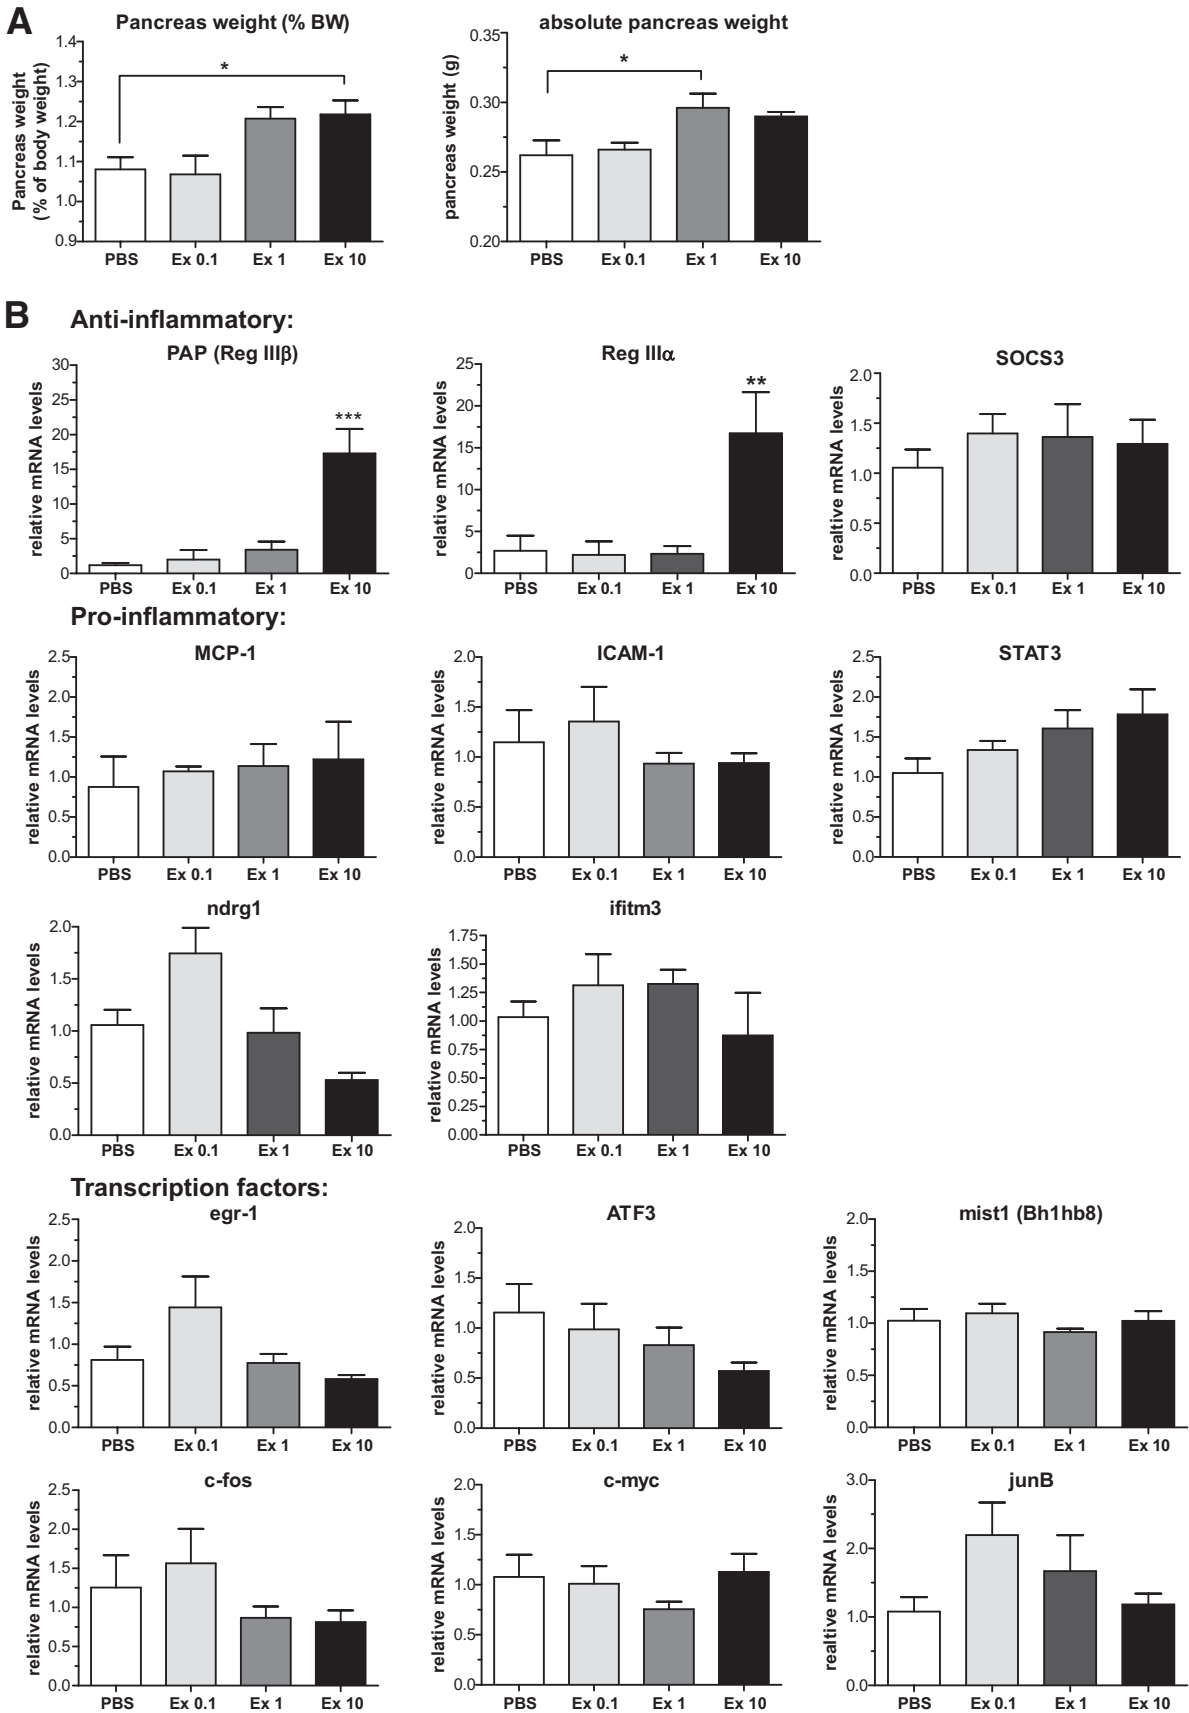 A
Pancreas weight (% BW)
Pancreas weight
(% of body weight)
1.4
1.3
1.2
1.1
1.0
0.9
*
PBS Ex 0.1 Ex 1 Ex 10
absolute pancreas weight
pancreas weight (g)
0.35
0.30
0.25
0.20
*
PBS Ex 0.1 Ex 1 Ex 10
B
Anti-inflammatory:
PAP (Reg IIIβ)
relative mRNA levels
30
25
20
15
10
5
0
***
PBS Ex 0.1 Ex 1 Ex 10
Reg IIIα
relative mRNA levels
25
20
15
10
5
0
**
PBS Ex 0.1 Ex 1 Ex 10
SOCS3
realtive mRNA levels
2.0
1.5
1.0
0.5
0.0
PBS Ex 0.1 Ex 1 Ex 10
Pro-inflammatory:
MCP-1
relative mRNA levels
2.5
2.0
1.5
1.0
0.5
0.0
PBS Ex 0.1 Ex 1 Ex 10
ICAM-1
relative mRNA levels
2.0
1.5
1.0
0.5
0.0
PBS Ex 0.1 Ex 1 Ex 10
STAT3
relative mRNA levels
2.5
2.0
1.5
1.0
0.5
0.0
PBS Ex 0.1 Ex 1 Ex 10
ndrg1
relative mRNA levels
2.0
1.5
1.0
0.5
0.0
PBS Ex 0.1 Ex 1 Ex 10
ifitm3
relative mRNA levels
1.75
1.50
1.25
1.00
0.75
0.50
0.25
0.00
PBS Ex 0.1 Ex 1 Ex 10
Transcription factors:
egr-1
relative mRNA levels
2.5
2.0
1.5
1.0
0.5
0.0
PBS Ex 0.1 Ex 1 Ex 10
ATF3
relative mRNA levels
2.0
1.5
1.0
0.5
0.0
PBS Ex 0.1 Ex 1 Ex 10
mist1 (Bh1hb8)
relative mRNA levels
2.0
1.5
1.0
0.5
0.0
PBS Ex 0.1 Ex 1 Ex 10
c-fos
relative mRNA levels
2.5
2.0
1.5
1.0
0.5
0.0
PBS Ex 0.1 Ex 1 Ex 10
c-myc
relative mRNA levels
2.0
1.5
1.0
0.5
0.0
PBS Ex 0.1 Ex 1 Ex 10
junB
realtive mRNA levels
3.0
2.0
1.0
0.0
PBS Ex 0.1 Ex 1 Ex 10